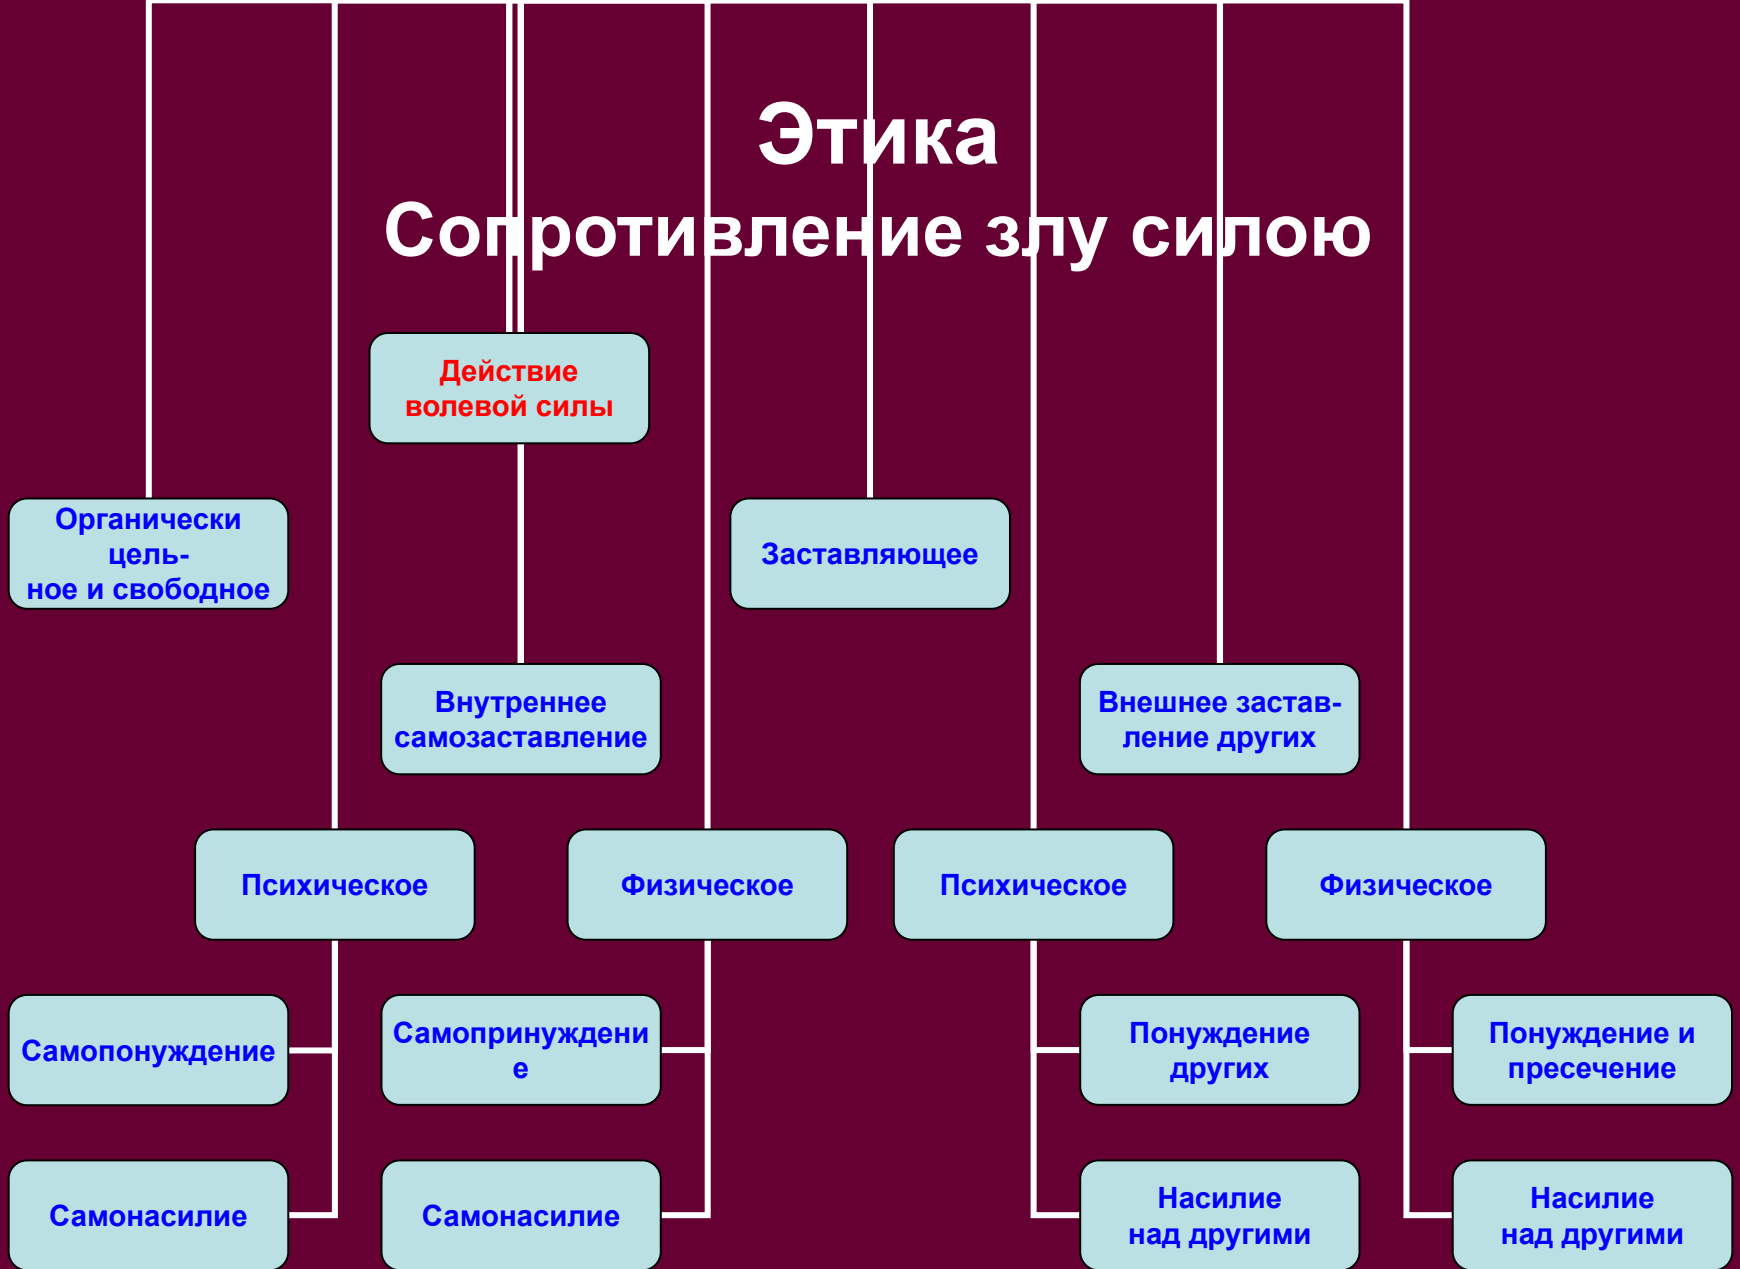 Этика
Сопротивление злу силою
Действие
волевой силы
Органически
цель-
ное и свободное
Заставляющее
Внутреннее
самозаставление
Внешнее застав-
ление других
Психическое
Физическое
Психическое
Физическое
Самопонуждение
Самопринуждени
е
Понуждение
других
Понуждение и
пресечение
Самонасилие
Самонасилие
Насилие
над другими
Насилие
над другими